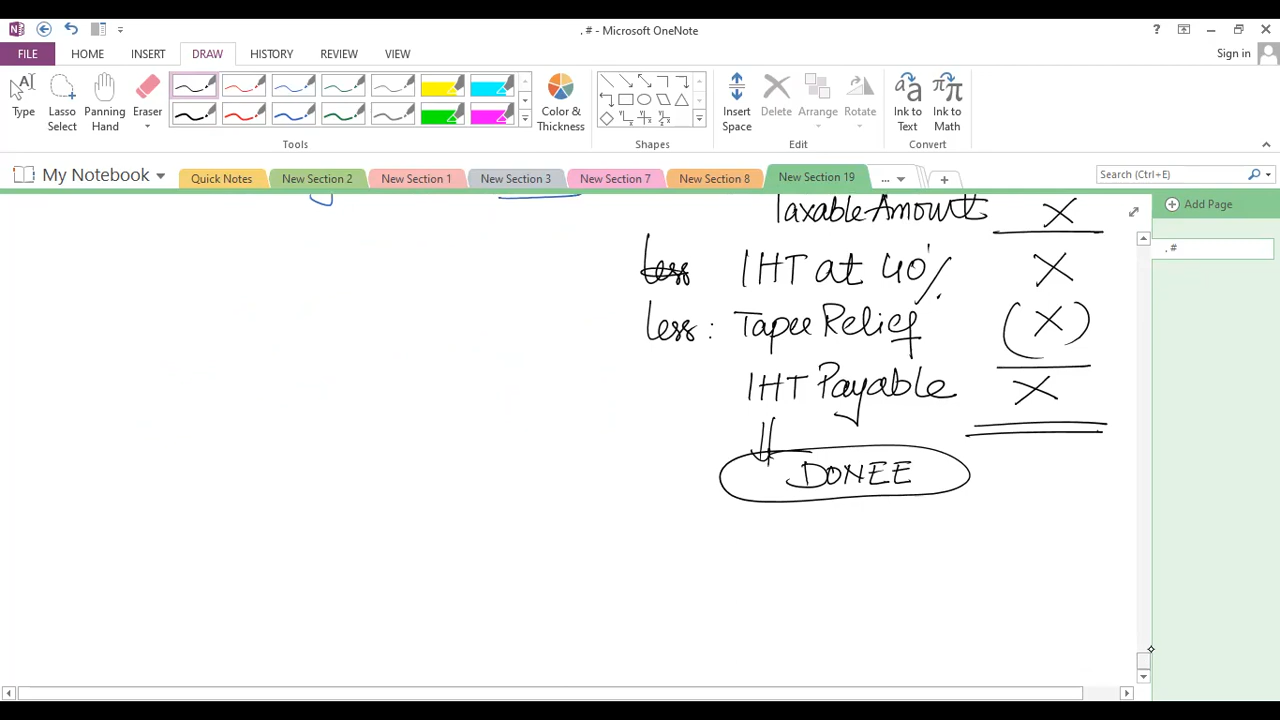 . # - Microsoft OneNote
Sign in
FILE HOME INSERT DRAW HISTORY REVIEW VIEW
Type
Lasso Select
Panning Hand
Eraser
Color & Thickness
Insert Space
Delete
Arrange
Rotate
Ink to Text
Ink to Math
Tools
Shapes
Edit
Convert
My Notebook
Quick Notes
New Section 2
New Section 1
New Section 3
New Section 7
New Section 8
New Section 19
...
Search (Ctrl+E)
Add Page
. #
Taxable Amount X
less IHT at 40% X
less: Taper Relief (X)
IHT Payable X
DONEE